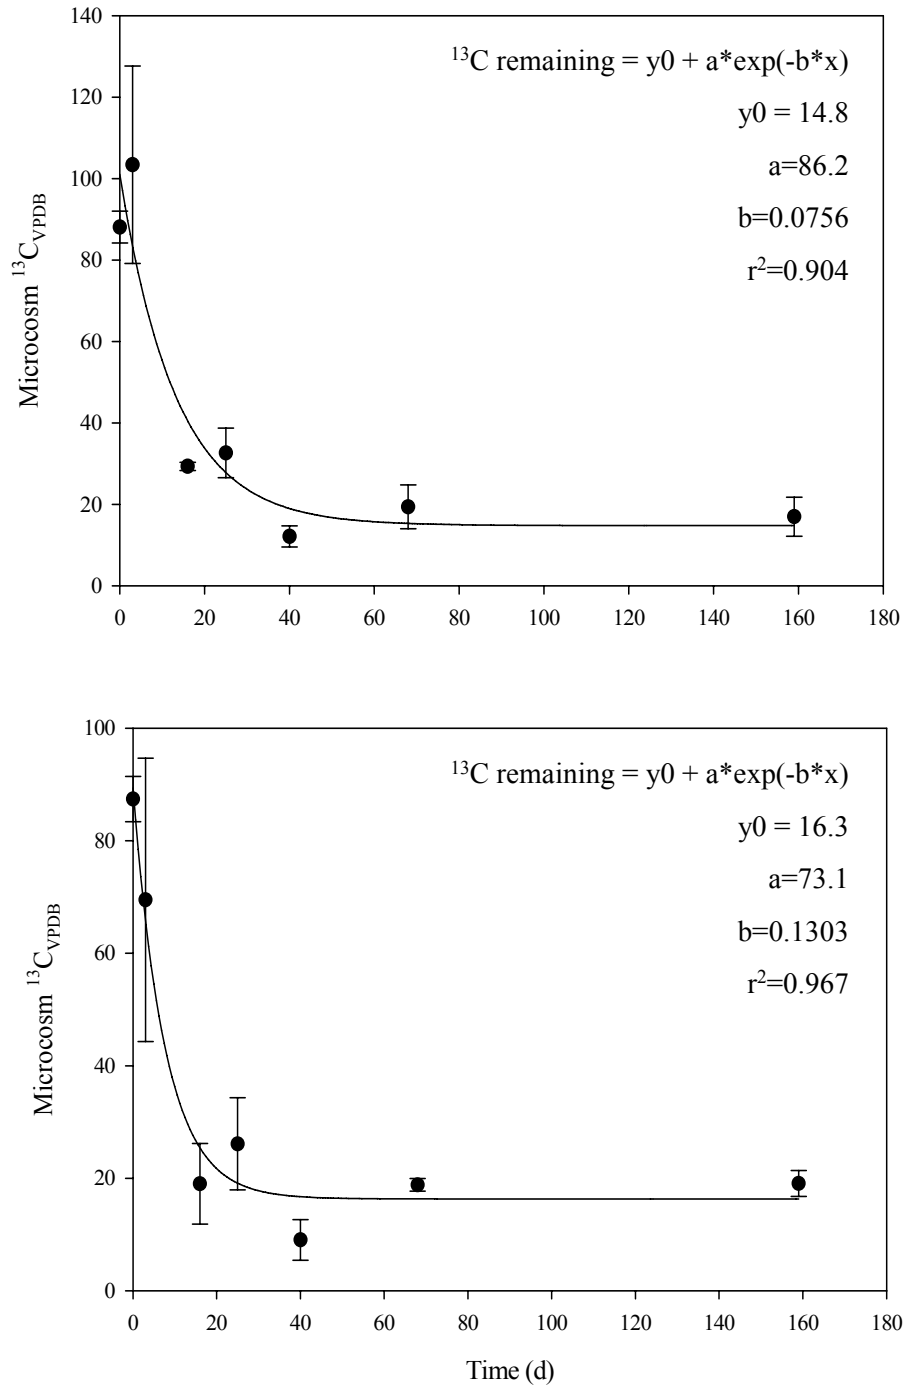 140
120
100
80
60
40
20
0
Microcosm ¹³C_VPDB
¹³C remaining = y0 + a*exp(-b*x)
y0 = 14.8
a=86.2
b=0.0756
r²=0.904
0 20 40 60 80 100 120 140 160 180
100
80
60
40
20
0
Microcosm ¹³C_VPDB
¹³C remaining = y0 + a*exp(-b*x)
y0 = 16.3
a=73.1
b=0.1303
r²=0.967
0 20 40 60 80 100 120 140 160 180
Time (d)